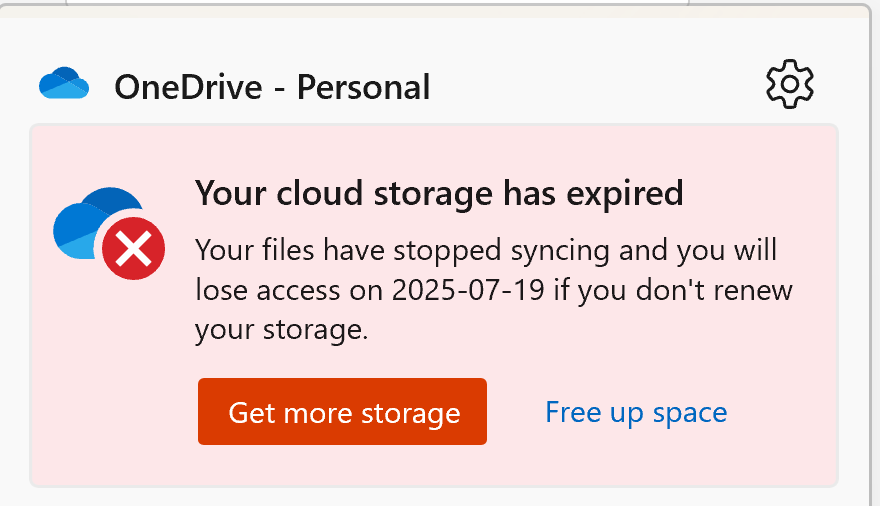 OneDrive - Personal
Your cloud storage has expired
Your files have stopped syncing and you will
lose access on 2025-07-19 if you don't renew
your storage.
Get more storage
Free up space